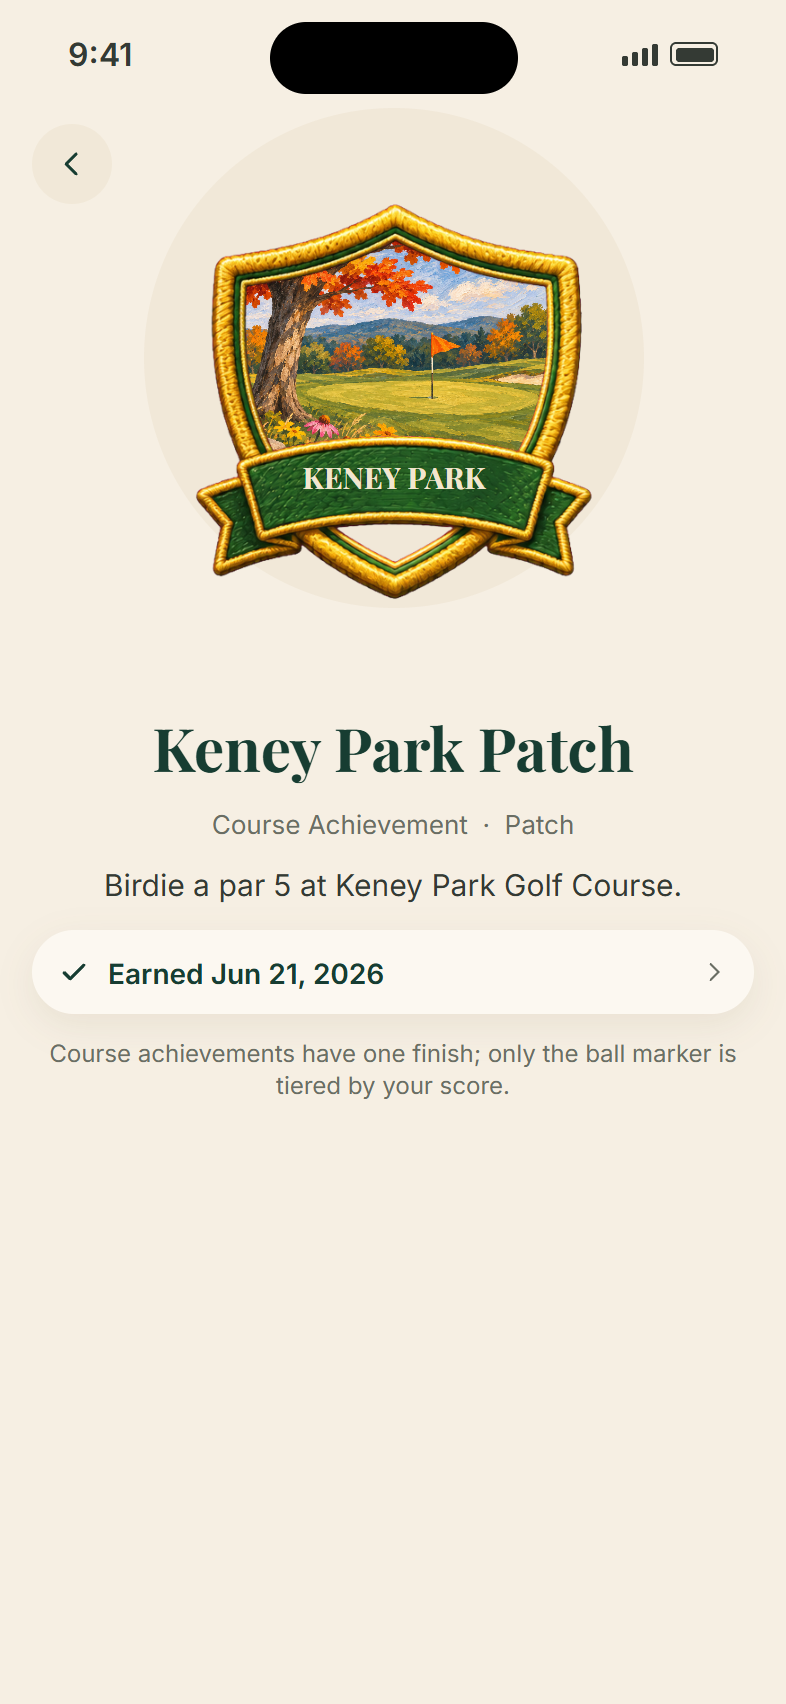 9:41
KENEY PARK
Keney Park Patch
Course Achievement · Patch
Birdie a par 5 at Keney Park Golf Course.
Earned Jun 21, 2026
Course achievements have one finish; only the ball marker is
tiered by your score.